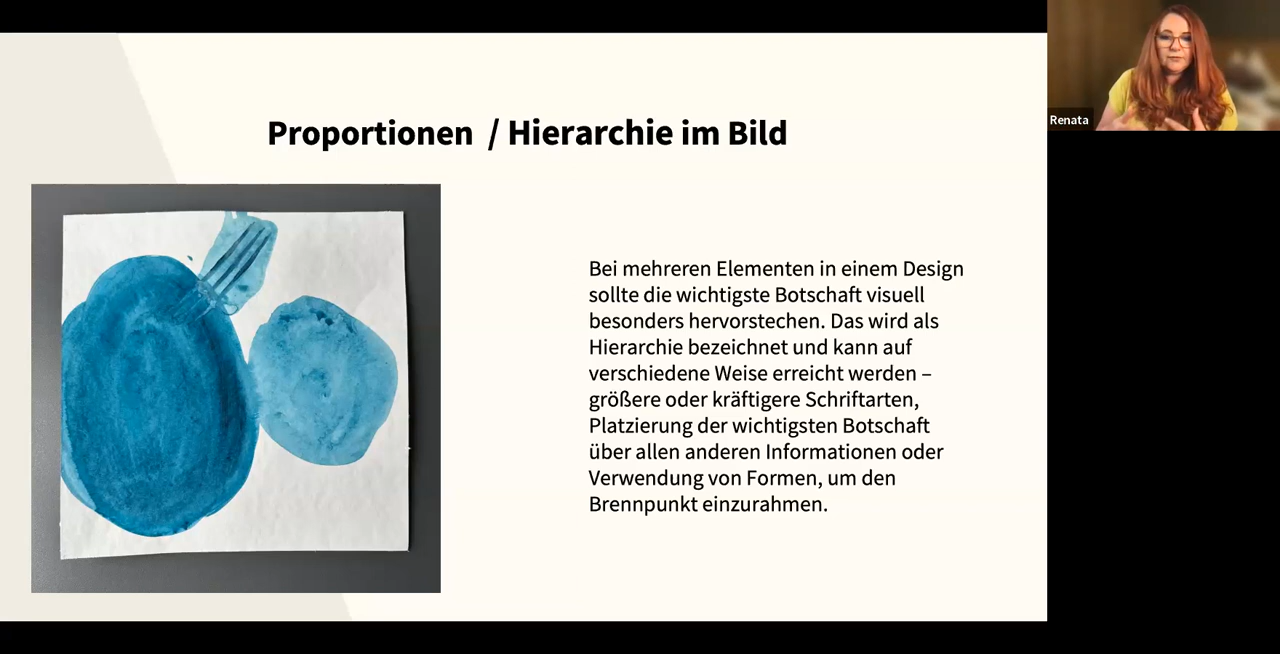 Proportionen / Hierarchie im Bild
Bei mehreren Elementen in einem Design
sollte die wichtigste Botschaft visuell
besonders hervorstechen. Das wird als
Hierarchie bezeichnet und kann auf
verschiedene Weise erreicht werden –
größere oder kräftigere Schriftarten,
Platzierung der wichtigsten Botschaft
über allen anderen Informationen oder
Verwendung von Formen, um den
Brennpunkt einzurahmen.
Renata